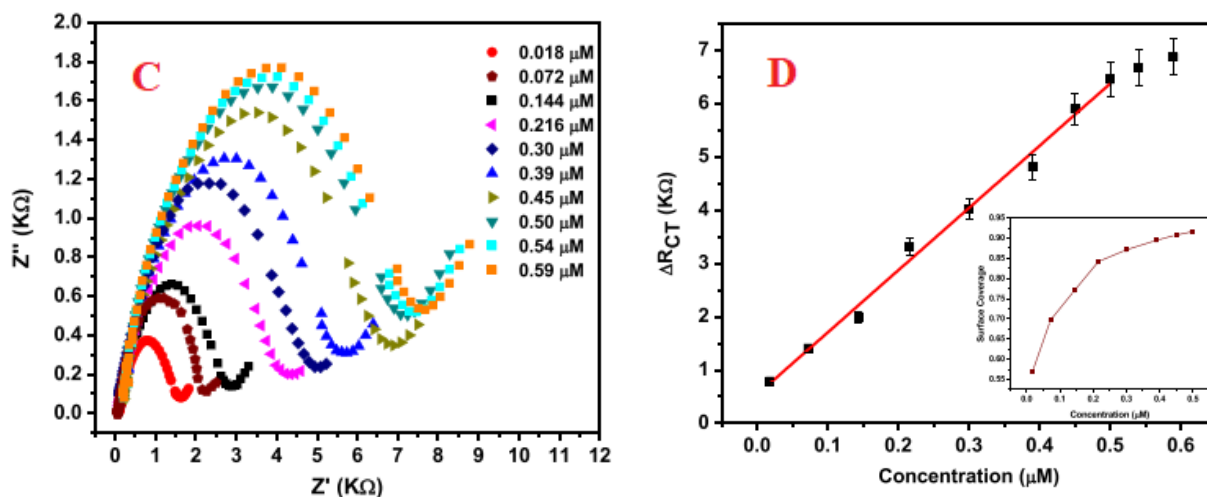 C
2.0
1.8
1.6
1.4
1.2
1.0
0.8
0.6
0.4
0.2
0.0
Z'' (KΩ)
0 1 2 3 4 5 6 7 8 9 10 11 12
Z' (KΩ)
0.018 μM
0.072 μM
0.144 μM
0.216 μM
0.30 μM
0.39 μM
0.45 μM
0.50 μM
0.54 μM
0.59 μM
D
7
6
5
4
3
2
1
0
ΔR_CT (KΩ)
0.0 0.1 0.2 0.3 0.4 0.5 0.6
Concentration (μM)
0.95
0.90
0.85
0.80
0.75
0.70
0.65
0.60
0.55
Surface Coverage
0.0 0.1 0.2 0.3 0.4 0.5
Concentration (μM)